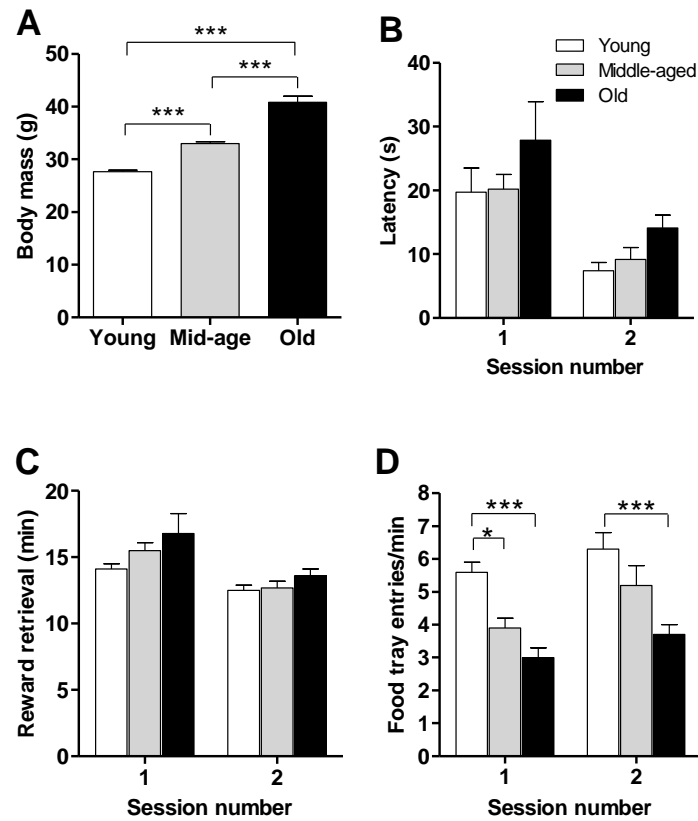 A
Body mass (g)
50
40
30
20
10
0
***
***
***
Young Mid-age Old
B
Young
Middle-aged
Old
Latency (s)
40
30
20
10
0
1 2
Session number
C
Reward retrieval (min)
20
15
10
5
0
1 2
Session number
D
Food tray entries/min
8
7
6
5
4
3
2
1
0
***
*
***
1 2
Session number